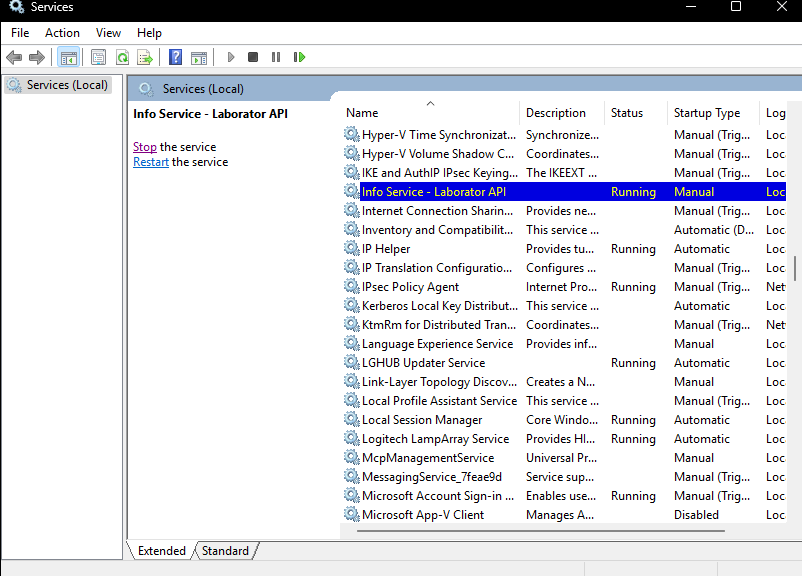 Services
File Action View Help
Services (Local)
Services (Local)
Info Service - Laborator API
Stop the service
Restart the service
Name Description Status Startup Type Log
Hyper-V Time Synchronizat... Synchronize... Manual (Trig... Loc
Hyper-V Volume Shadow C... Coordinates... Manual (Trig... Loc
IKE and AuthIP IPsec Keying... The IKEEXT ... Manual (Trig... Loc
Info Service - Laborator API Running Manual Loc
Internet Connection Sharin... Provides ne... Manual (Trig... Loc
Inventory and Compatibilit... This service ... Automatic (D... Loc
IP Helper Provides tu... Running Automatic Loc
IP Translation Configuratio... Configures ... Manual (Trig... Loc
IPsec Policy Agent Internet Pro... Running Manual (Trig... Net
Kerberos Local Key Distribut... This service ... Automatic Loc
KtmRm for Distributed Tran... Coordinates... Manual (Trig... Net
Language Experience Service Provides inf... Manual Loc
LGHUB Updater Service Running Automatic Loc
Link-Layer Topology Discov... Creates a N... Manual Loc
Local Profile Assistant Service This service ... Manual (Trig... Loc
Local Session Manager Core Windo... Running Automatic Loc
Logitech LampArray Service Provides HI... Running Automatic Loc
McpManagementService Universal Pr... Manual Loc
MessagingService_7feae9d Service sup... Manual (Trig... Loc
Microsoft Account Sign-in ... Enables use... Running Manual (Trig... Loc
Microsoft App-V Client Manages A... Disabled Loc
Extended Standard